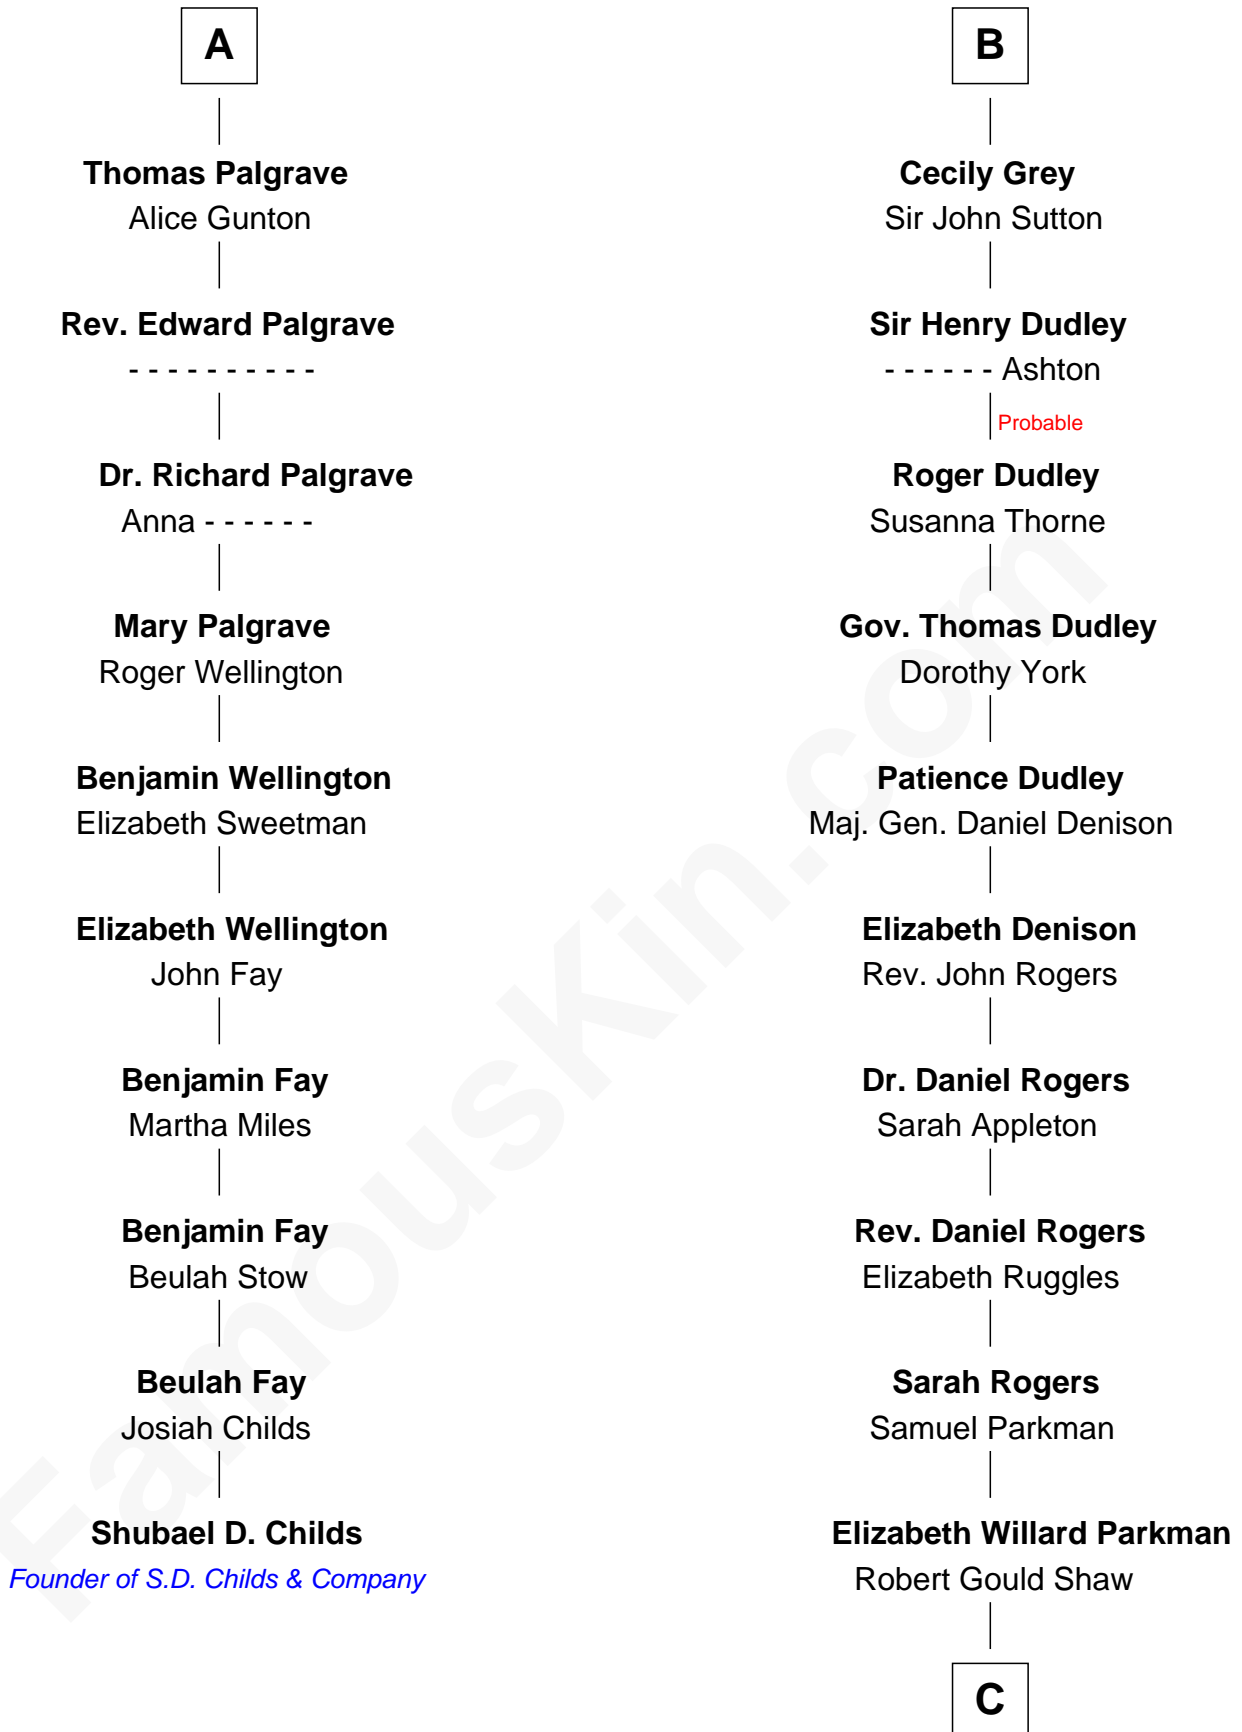 A
Thomas Palgrave
Alice Gunton
Rev. Edward Palgrave
- - - - - - - - - -
Dr. Richard Palgrave
Anna - - - - - -
Mary Palgrave
Roger Wellington
Benjamin Wellington
Elizabeth Sweetman
Elizabeth Wellington
John Fay
Benjamin Fay
Martha Miles
Benjamin Fay
Beulah Stow
Beulah Fay
Josiah Childs
Shubael D. Childs
Founder of S.D. Childs & Company
B
Cecily Grey
Sir John Sutton
Sir Henry Dudley
- - - - - - Ashton
Probable
Roger Dudley
Susanna Thorne
Gov. Thomas Dudley
Dorothy York
Patience Dudley
Maj. Gen. Daniel Denison
Elizabeth Denison
Rev. John Rogers
Dr. Daniel Rogers
Sarah Appleton
Rev. Daniel Rogers
Elizabeth Ruggles
Sarah Rogers
Samuel Parkman
Elizabeth Willard Parkman
Robert Gould Shaw
C
FamousKin.com